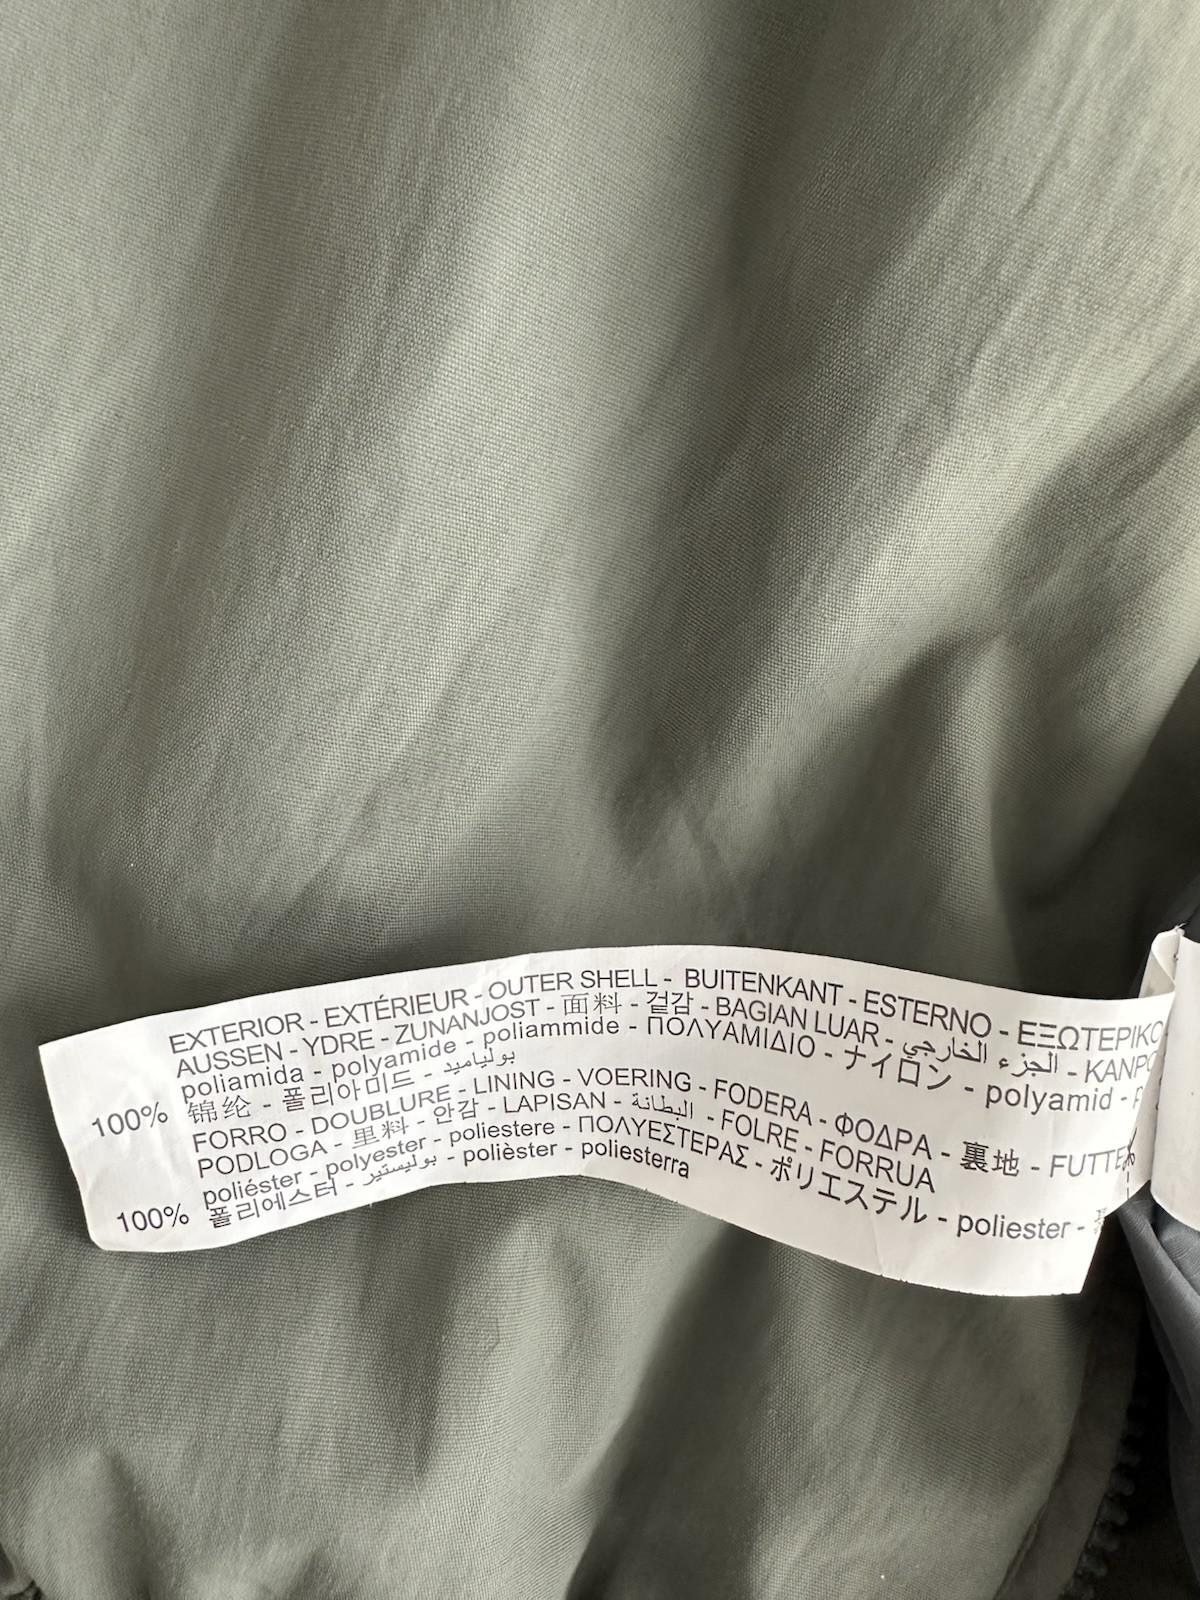 EXTERIOR - EXTÉRIEUR - OUTER SHELL - BUITENKANT - ESTERNO - ΕΞΩΤΕΡΙΚΟ
AUSSEN - YDRE - ZUNANJOST - 面料 - 겉감 - BAGIAN LUAR - الجزء الخارجي - KANPO
poliamida - polyamide - poliammide - ΠΟΛΥΑΜΙΔΙΟ - ナイロン - polyamid -
100% 锦纶 - 폴리아미드 - بولياميد
FORRO - DOUBLURE - LINING - VOERING - FODERA - ΦΟΔΡΑ - 裏地 - FUTTE
PODLOGA - 里料 - 안감 - LAPISAN - البطانة - FOLRE - FORRUA
poliéster - polyester - poliestere - ΠΟΛΥΕΣΤΕΡΑΣ - ポリエステル - poliester -
100% 폴리에스터 - بوليستير - polièster - poliesterra